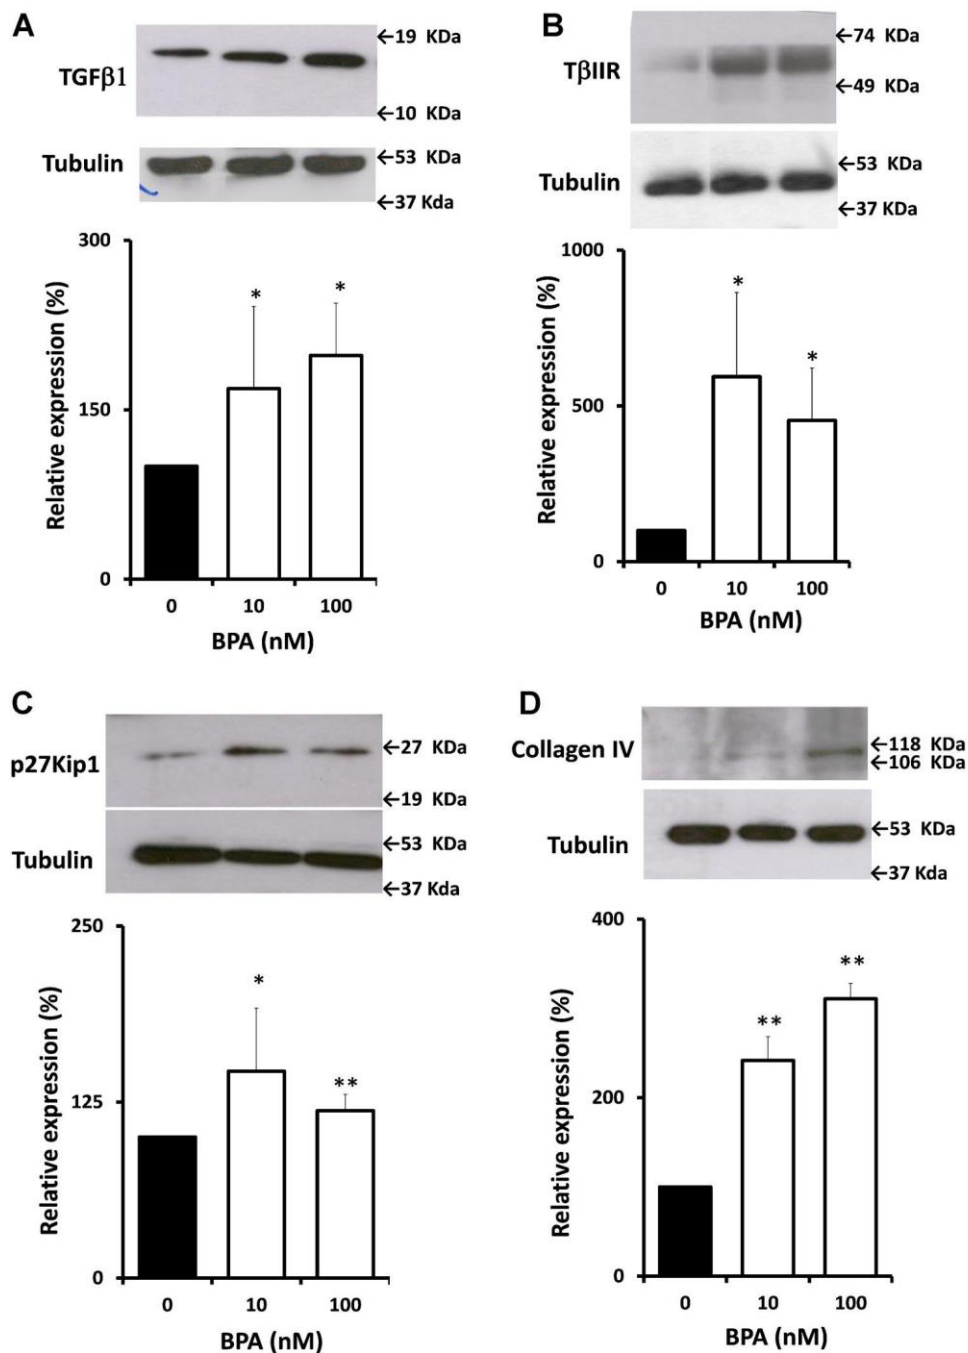 A
TGFβ1
←19 KDa
←10 KDa
Tubulin
←53 KDa
←37 Kda
300
150
0
Relative expression (%)
*
*
0 10 100
BPA (nM)
B
TβIIR
←74 KDa
←49 KDa
Tubulin
←53 KDa
←37 KDa
1000
500
0
Relative expression (%)
*
*
0 10 100
BPA (nM)
C
p27Kip1
←27 KDa
←19 KDa
Tubulin
←53 KDa
←37 Kda
250
125
0
Relative expression (%)
*
**
0 10 100
BPA (nM)
D
Collagen IV
←118 KDa
←106 KDa
Tubulin
←53 KDa
←37 Kda
400
200
0
Relative expression (%)
**
**
0 10 100
BPA (nM)